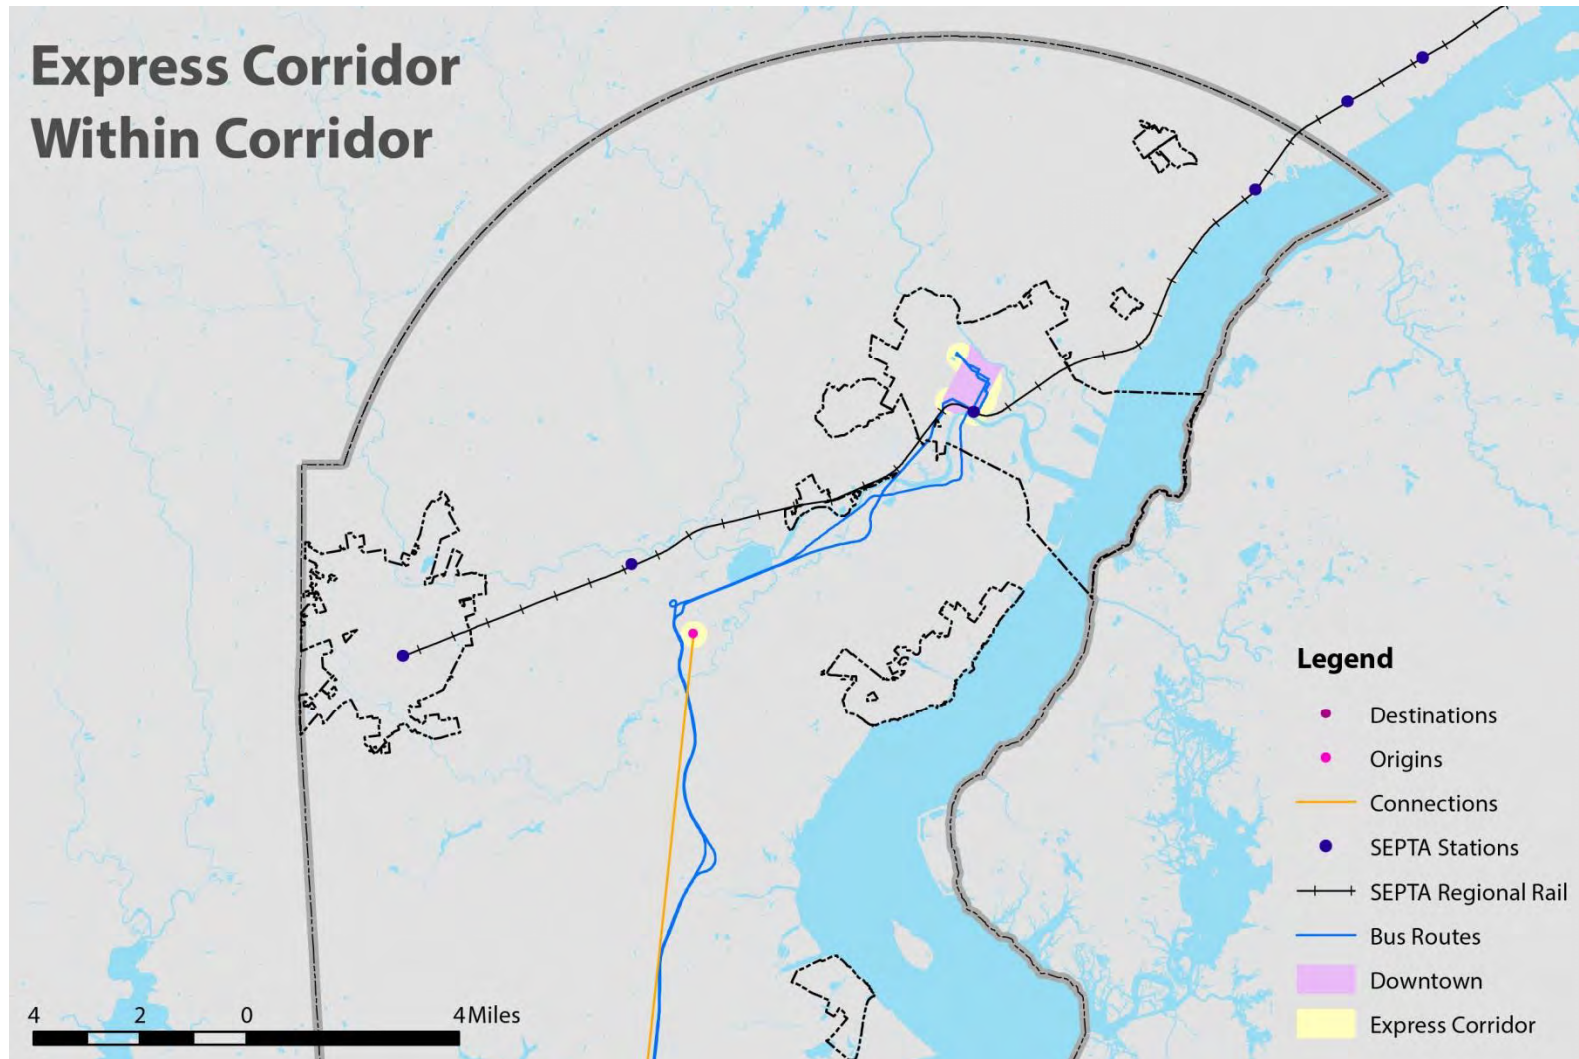 Express Corridor
Within Corridor
Legend
Destinations
Origins
Connections
SEPTA Stations
SEPTA Regional Rail
Bus Routes
Downtown
Express Corridor
4 2 0 4 Miles